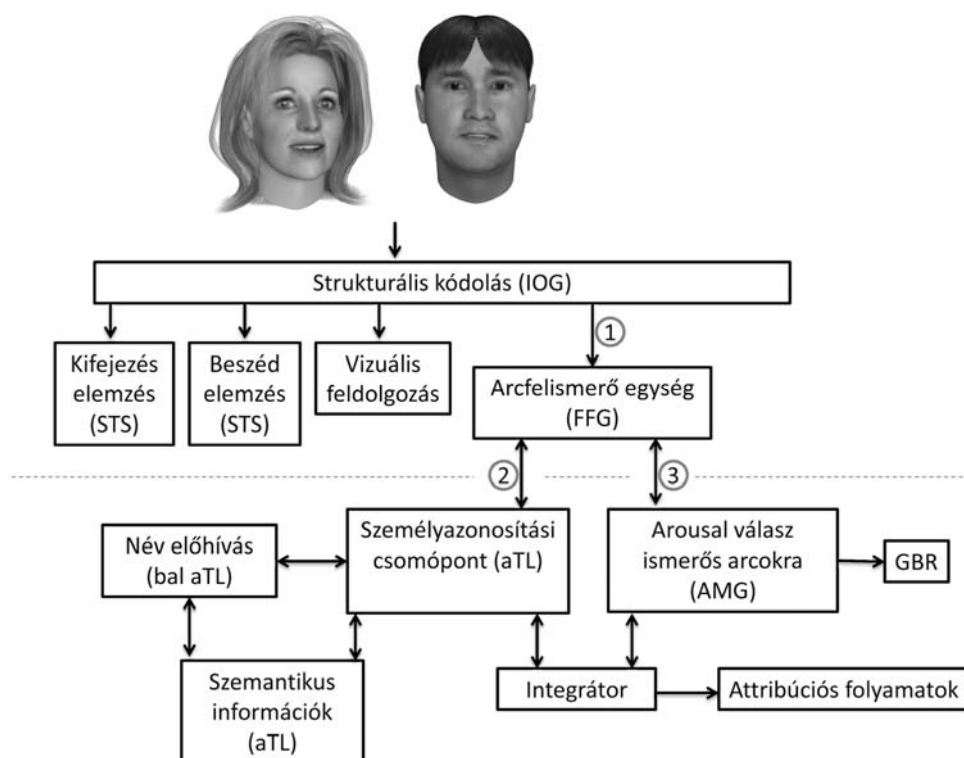 Strukturális kódolás (IOG)
1
Kifejezés
elemzés
(STS)
Beszéd
elemzés
(STS)
Vizuális
feldolgozás
Arcfelismerő egység
(FFG)
2
3
Név előhívás
(bal aTL)
Személyazonosítási
csomópont (aTL)
Arousal válasz
ismerős arcokra
(AMG)
GBR
Szemantikus
információk
(aTL)
Integrátor
Attribúciós folyamatok